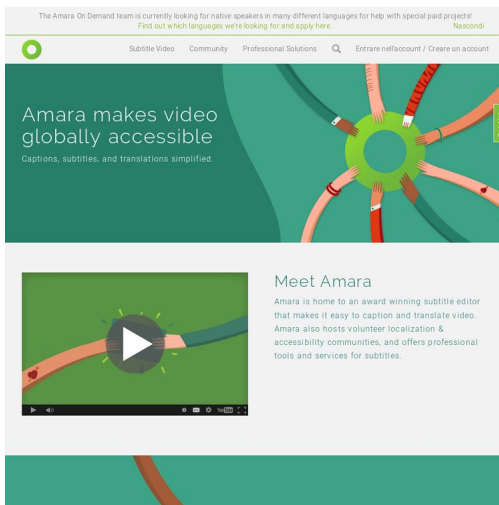 The Amara On Demand team is currently looking for native speakers in many different languages for help with special paid projects!
Find out which languages we're looking for and apply here.
Nascondi
Subtitle Video
Community
Professional Solutions
Entrare nell'account / Create un account
Amara makes video
globally accessible
Captions, subtitles, and translations simplified.
Meet Amara
Amara is home to an award winning subtitle editor
that makes it easy to caption and translate video.
Amara also hosts volunteer localization &
accessibility communities, and offers professional
tools and services for subtitles.
YouTube